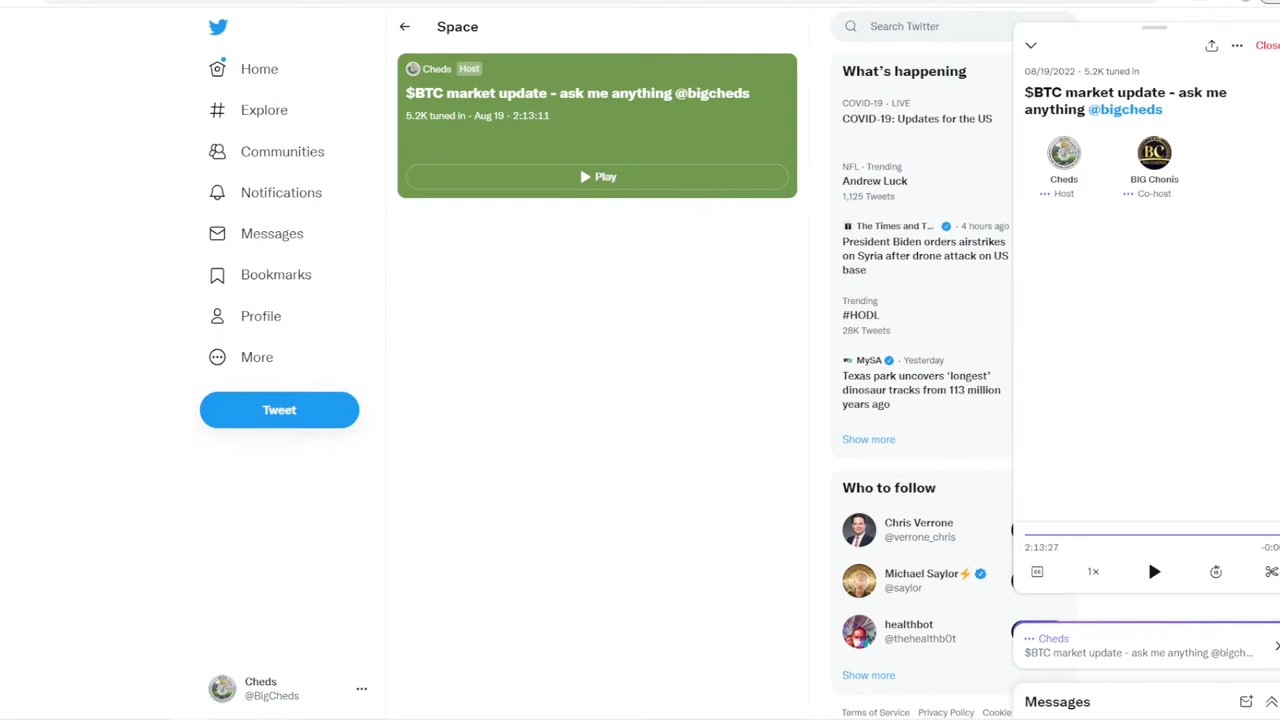 Home
Explore
Communities
Notifications
Messages
Bookmarks
Profile
More
Tweet
Cheds
@BigCheds
Space
Cheds Host
$BTC market update - ask me anything @bigcheds
5.2K tuned in · Aug 19 · 2:13:11
Play
Search Twitter
What's happening
COVID-19 · LIVE
COVID-19: Updates for the US
NFL · Trending
Andrew Luck
1,125 Tweets
The Times and T... · 4 hours ago
President Biden orders airstrikes
on Syria after drone attack on US
base
Trending
#HODL
28K Tweets
MySA · Yesterday
Texas park uncovers 'longest'
dinosaur tracks from 113 million
years ago
Show more
Who to follow
Chris Verrone
@verrone_chris
Michael Saylor⚡
@saylor
healthbot
@thehealthb0t
Show more
Terms of Service Privacy Policy Cookie
Close
08/19/2022 · 5.2K tuned in
$BTC market update - ask me
anything @bigcheds
Cheds
Host
BIG Chonis
Co-host
2:13:27
-0:0
CC
1×
Cheds
$BTC market update - ask me anything @bigch...
Messages